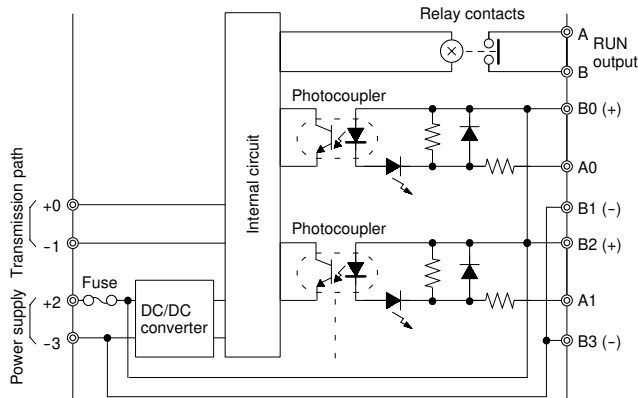 Relay contacts
A
RUN output
B
Photocoupler
B0 (+)
A0
Internal circuit
Transmission path
+0
−1
B1 (−)
Photocoupler
B2 (+)
Power supply
+2
Fuse
DC/DC converter
−3
A1
B3 (−)